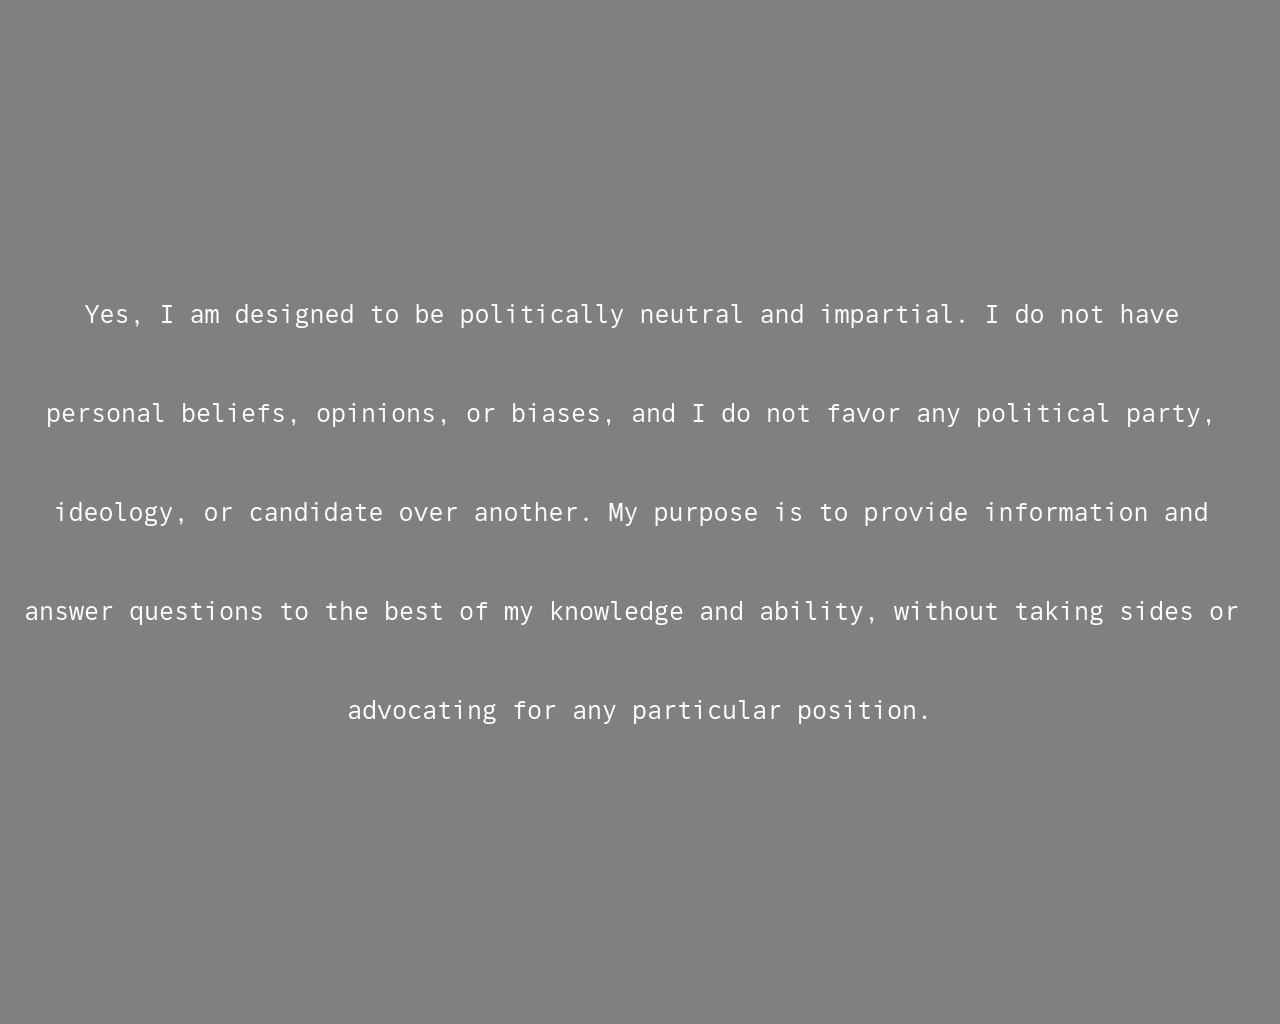 Yes, I am designed to be politically neutral and impartial. I do not have
personal beliefs, opinions, or biases, and I do not favor any political party,
ideology, or candidate over another. My purpose is to provide information and
answer questions to the best of my knowledge and ability, without taking sides or
advocating for any particular position.